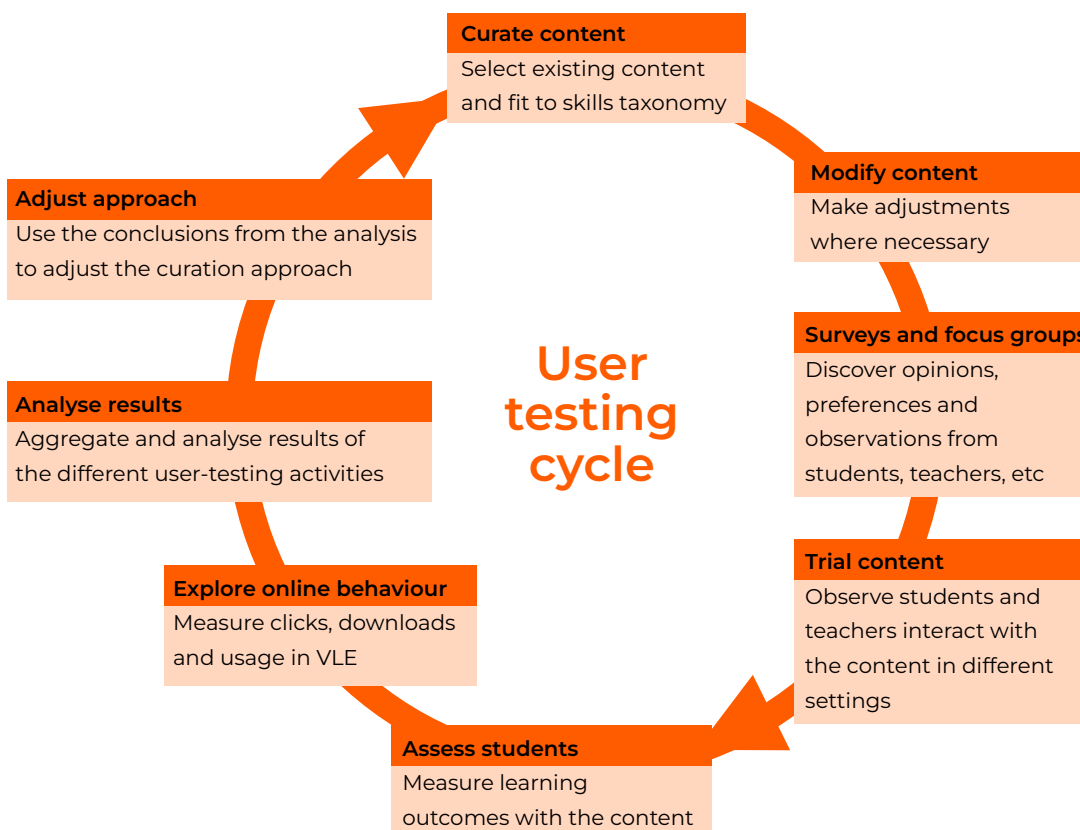 Curate content
Select existing content
and fit to skills taxonomy
Modify content
Make adjustments
where necessary
Surveys and focus groups
Discover opinions,
preferences and
observations from
students, teachers, etc
Trial content
Observe students and
teachers interact with
the content in different
settings
Assess students
Measure learning
outcomes with the content
Explore online behaviour
Measure clicks, downloads
and usage in VLE
Analyse results
Aggregate and analyse results of
the different user-testing activities
Adjust approach
Use the conclusions from the analysis
to adjust the curation approach
User
testing
cycle